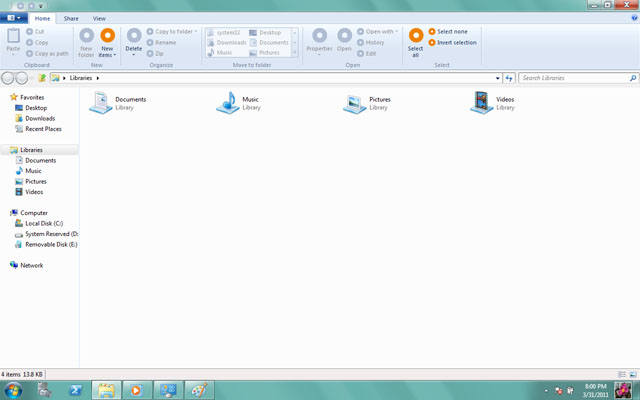 Home Share View
Paste
Cut
Copy
Copy as path
Clipboard
New folder
New items
New
Delete
Copy to folder
Rename
Zip
Organize
system32
Downloads
Music
Desktop
Documents
Pictures
Move to folder
Properties
Open
Open with
History
Edit
Open
Select all
Select none
Invert selection
Select
Libraries
Search Libraries
Favorites
Desktop
Downloads
Recent Places
Libraries
Documents
Music
Pictures
Videos
Computer
Local Disk (C:)
System Reserved (D:
Removable Disk (E:)
Network
Documents
Library
Music
Library
Pictures
Library
Videos
Library
4 items 13.8 KB
8:00 PM
3/31/2011